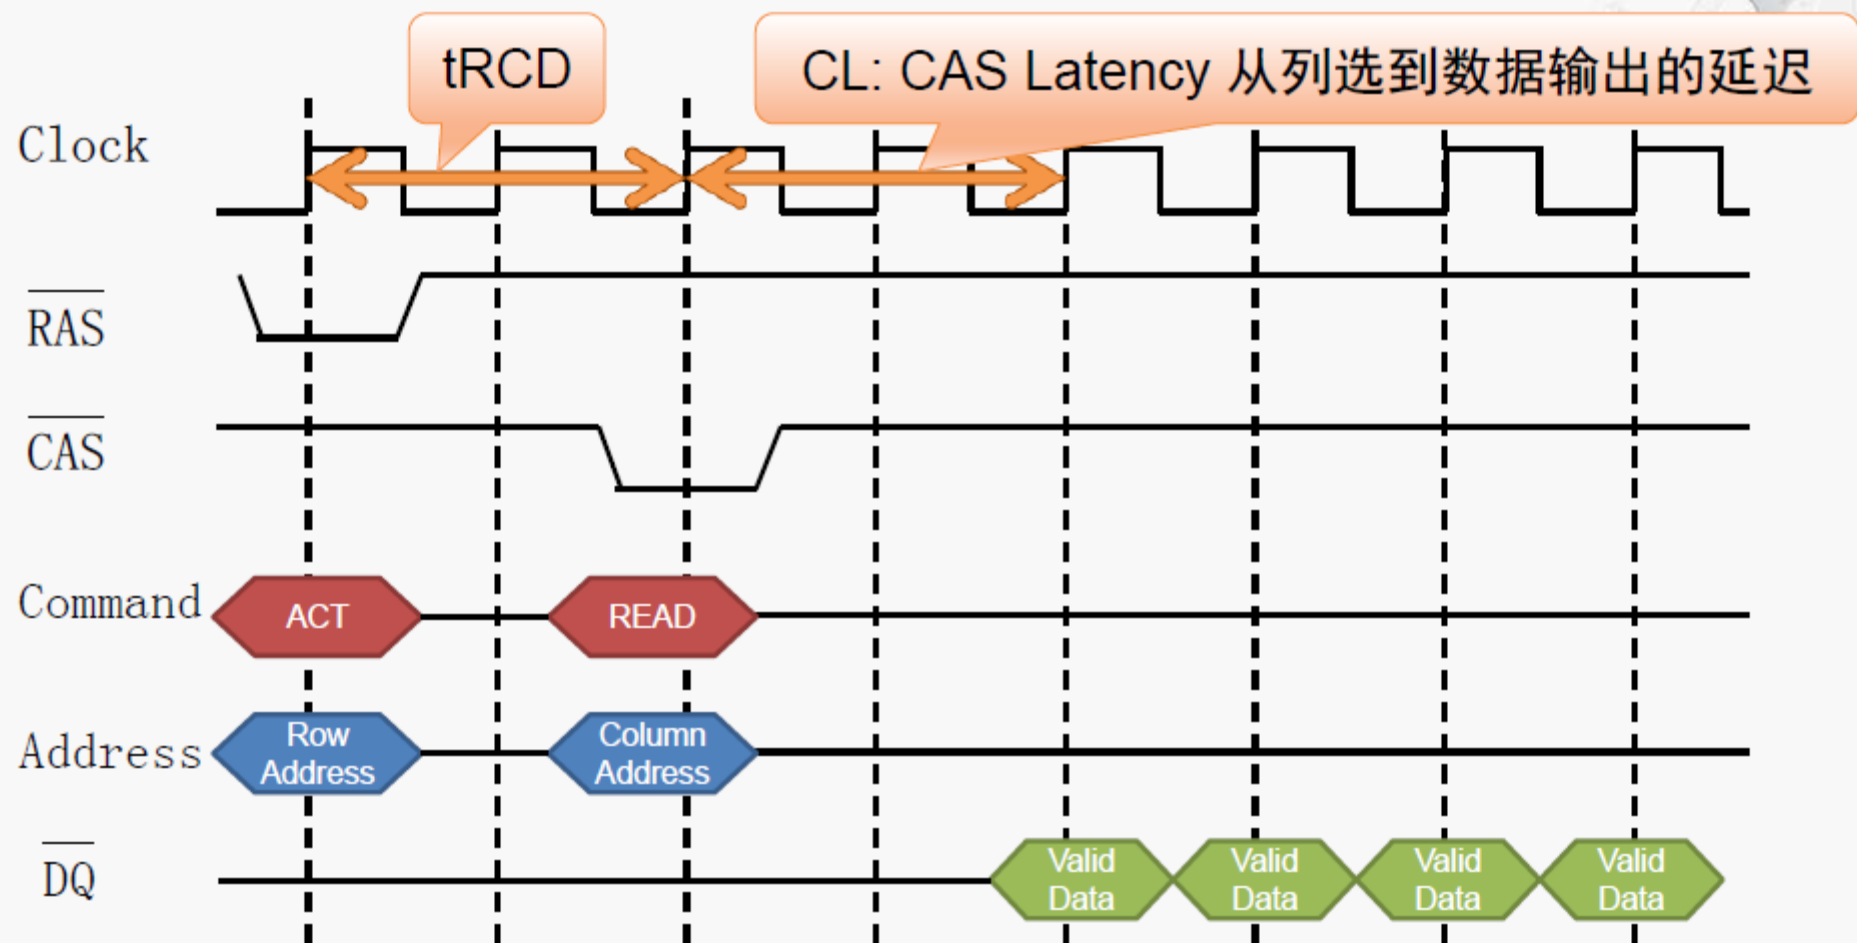 tRCD
CL: CAS Latency 从列选到数据输出的延迟
Clock
RAS
CAS
Command
ACT
READ
Address
Row
Address
Column
Address
DQ
Valid
Data
Valid
Data
Valid
Data
Valid
Data